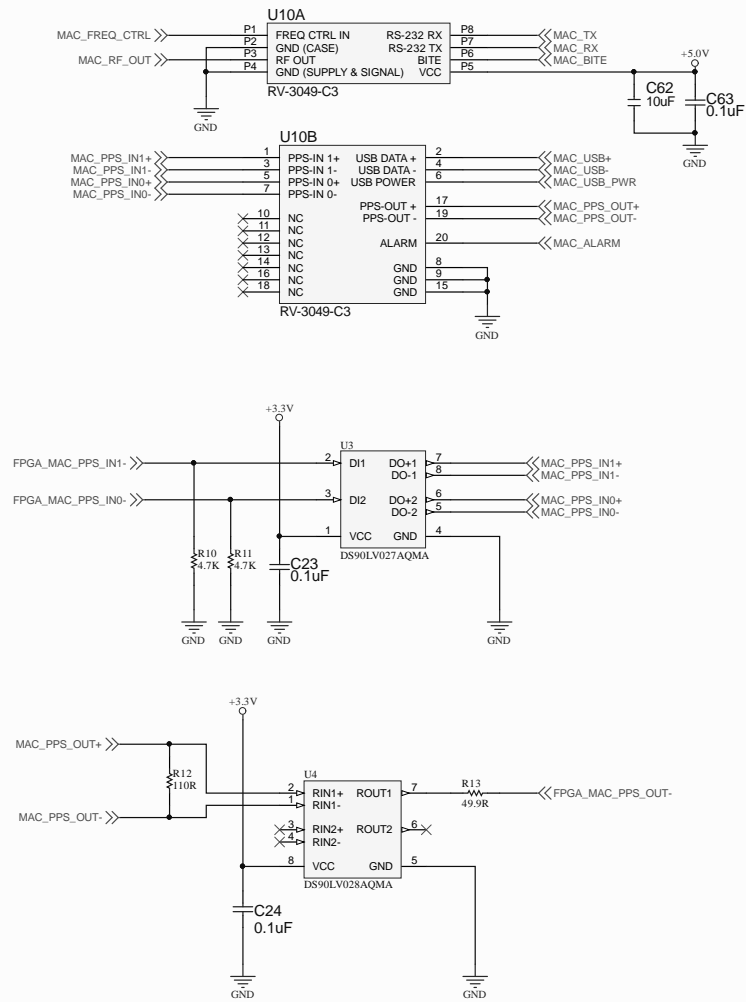 U10A
MAC_FREQ_CTRL P1 FREQ CTRL IN RS-232 RX P8 MAC_TX
P2 GND (CASE) RS-232 TX P7 MAC_RX
MAC_RF_OUT P3 RF OUT BITE P6 MAC_BITE
P4 GND (SUPPLY & SIGNAL) VCC P5
RV-3049-C3
+5.0V
C62
10uF
C63
0.1uF
GND
GND
U10B
MAC_PPS_IN1+ 1 PPS-IN 1+ USB DATA + 2 MAC_USB+
MAC_PPS_IN1- 3 PPS-IN 1- USB DATA - 4 MAC_USB-
MAC_PPS_IN0+ 5 PPS-IN 0+ USB POWER 6 MAC_USB_PWR
MAC_PPS_IN0- 7 PPS-IN 0-
PPS-OUT + 17 MAC_PPS_OUT+
10 NC PPS-OUT - 19 MAC_PPS_OUT-
11 NC
12 NC ALARM 20 MAC_ALARM
13 NC
14 NC GND 8
16 NC GND 9
18 NC GND 15
RV-3049-C3
GND
+3.3V
U3
FPGA_MAC_PPS_IN1- 2 DI1 DO+1 7 MAC_PPS_IN1+
DO-1 8 MAC_PPS_IN1-
FPGA_MAC_PPS_IN0- 3 DI2 DO+2 6 MAC_PPS_IN0+
DO-2 5 MAC_PPS_IN0-
1 VCC GND 4
DS90LV027AQMA
R10
4.7K
R11
4.7K
C23
0.1uF
GND
GND
GND
GND
+3.3V
MAC_PPS_OUT+
R12
110R
MAC_PPS_OUT-
U4
2 RIN1+ ROUT1 7
1 RIN1-
R13
49.9R
FPGA_MAC_PPS_OUT-
3 RIN2+ ROUT2 6
4 RIN2-
8 VCC GND 5
DS90LV028AQMA
C24
0.1uF
GND
GND